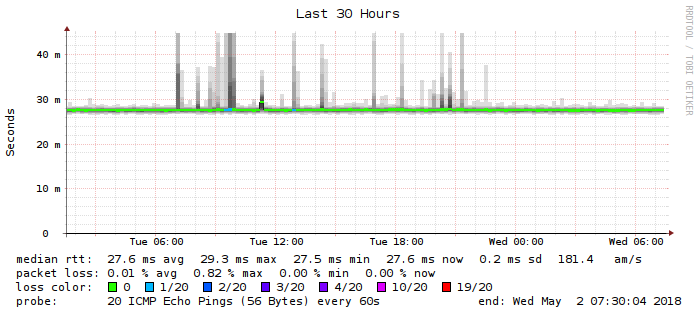 Last 30 Hours
RRDTOOL / TOBI OETIKER
Seconds
40 m
30 m
20 m
10 m
0
Tue 06:00 Tue 12:00 Tue 18:00 Wed 00:00 Wed 06:00
median rtt: 27.6 ms avg 29.3 ms max 27.5 ms min 27.6 ms now 0.2 ms sd 181.4 am/s
packet loss: 0.01 % avg 0.82 % max 0.00 % min 0.00 % now
loss color: 0 1/20 2/20 3/20 4/20 10/20 19/20
probe: 20 ICMP Echo Pings (56 Bytes) every 60s end: Wed May 2 07:30:04 2018